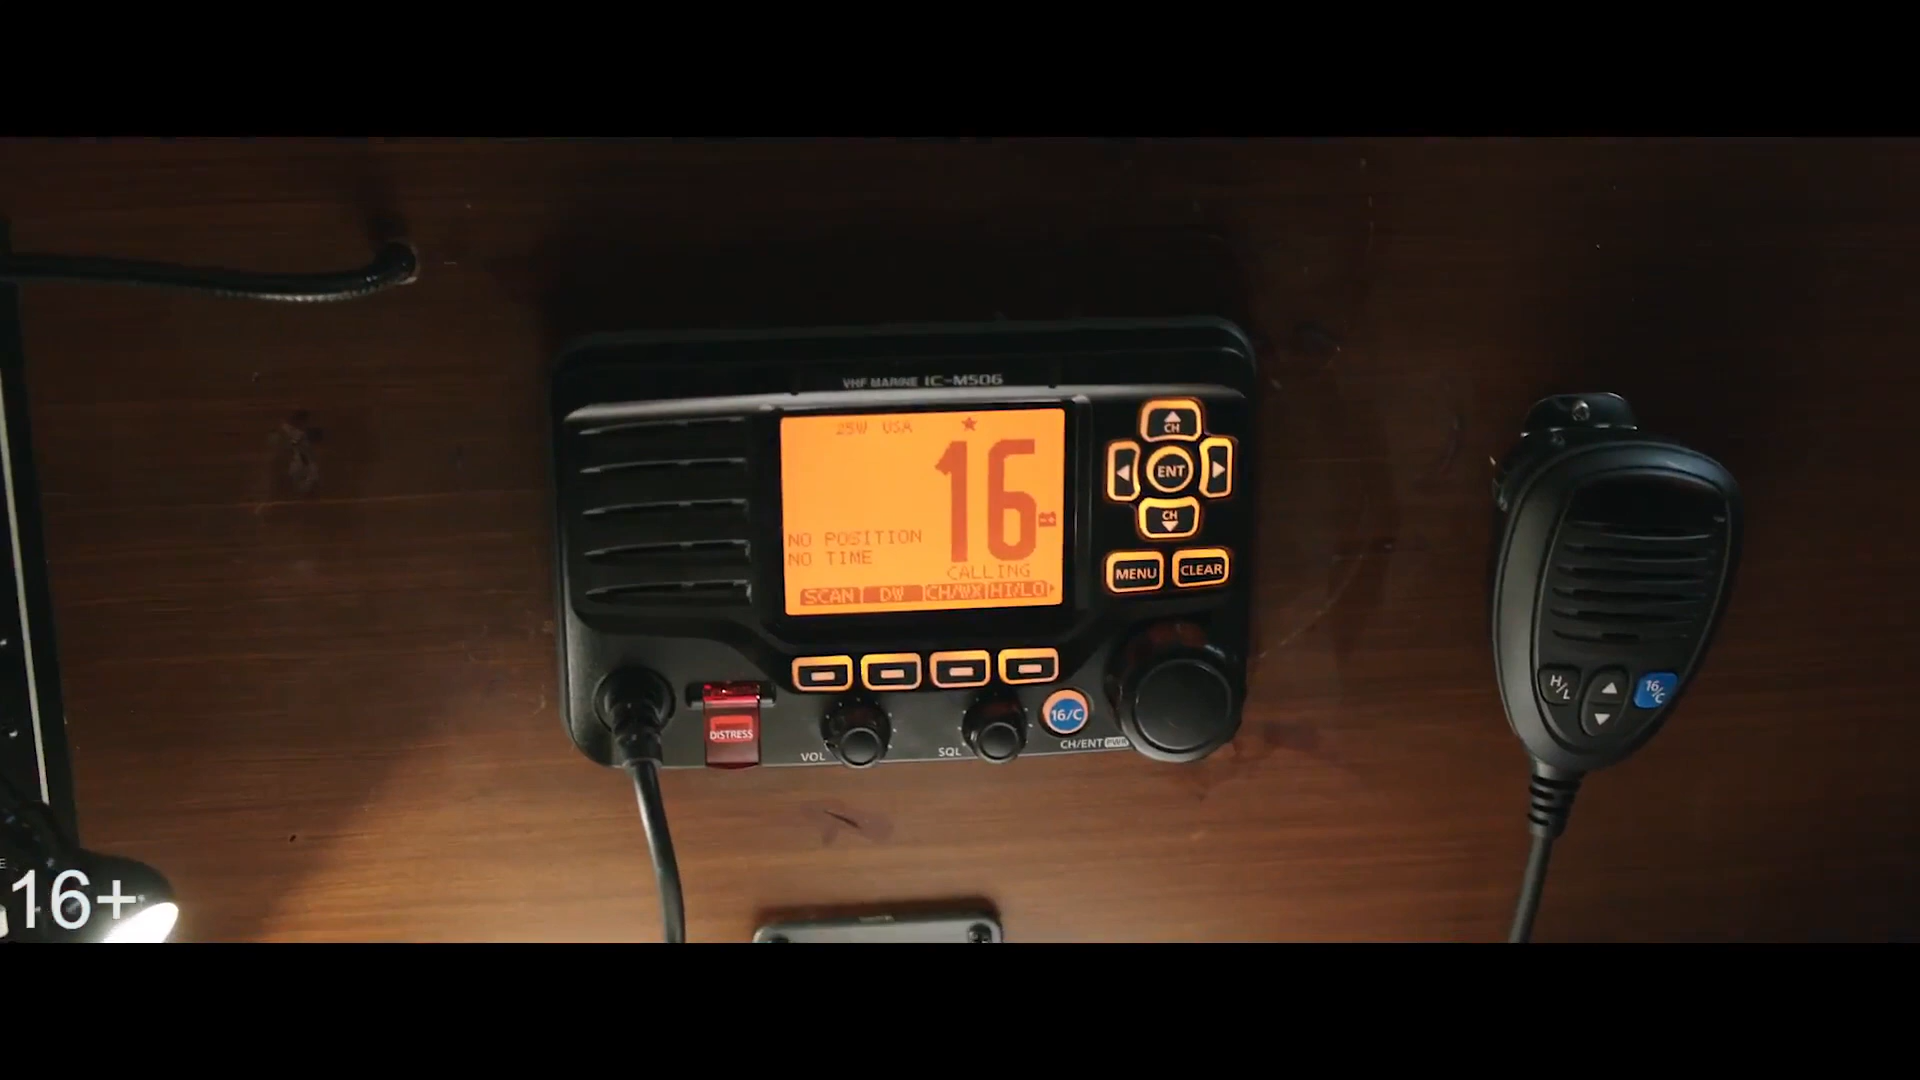 VHF MARINE IC-M506
25W USA
16
NO POSITION
NO TIME
CALLING
SCAN DW CH/WX HI/LO
CH
ENT
CH
MENU CLEAR
DISTRESS
VOL
SQL
16/C
CH/ENT PWR
H/L
16/C
16+